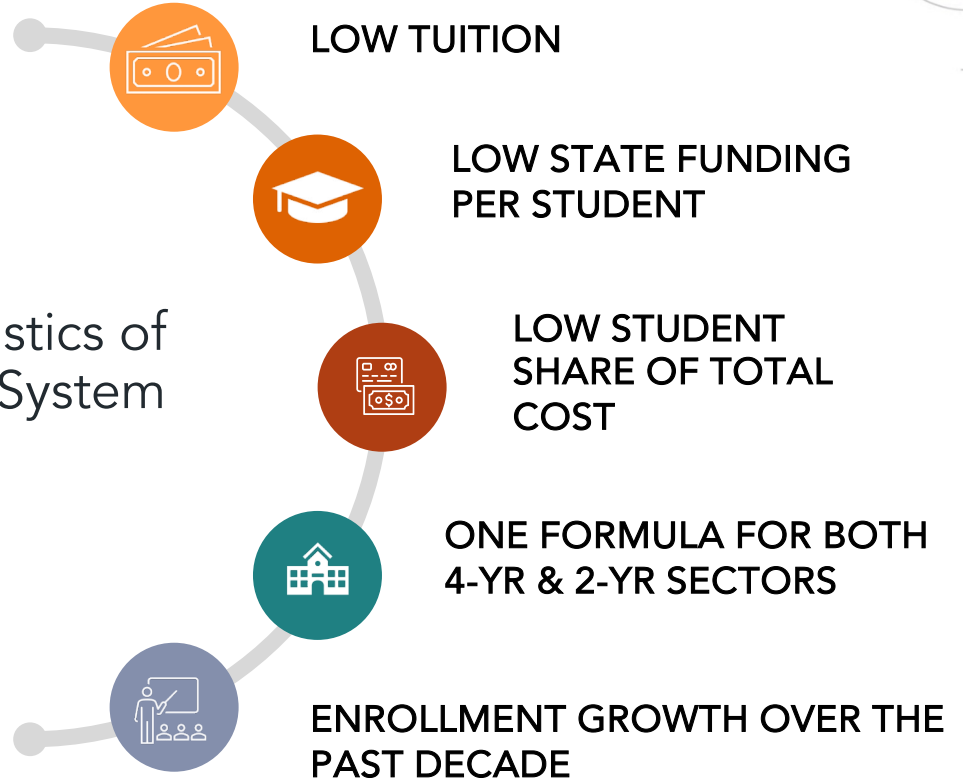 LOW TUITION
LOW STATE FUNDING
PER STUDENT
stics of
System
LOW STUDENT
SHARE OF TOTAL
COST
ONE FORMULA FOR BOTH
4-YR & 2-YR SECTORS
ENROLLMENT GROWTH OVER THE
PAST DECADE